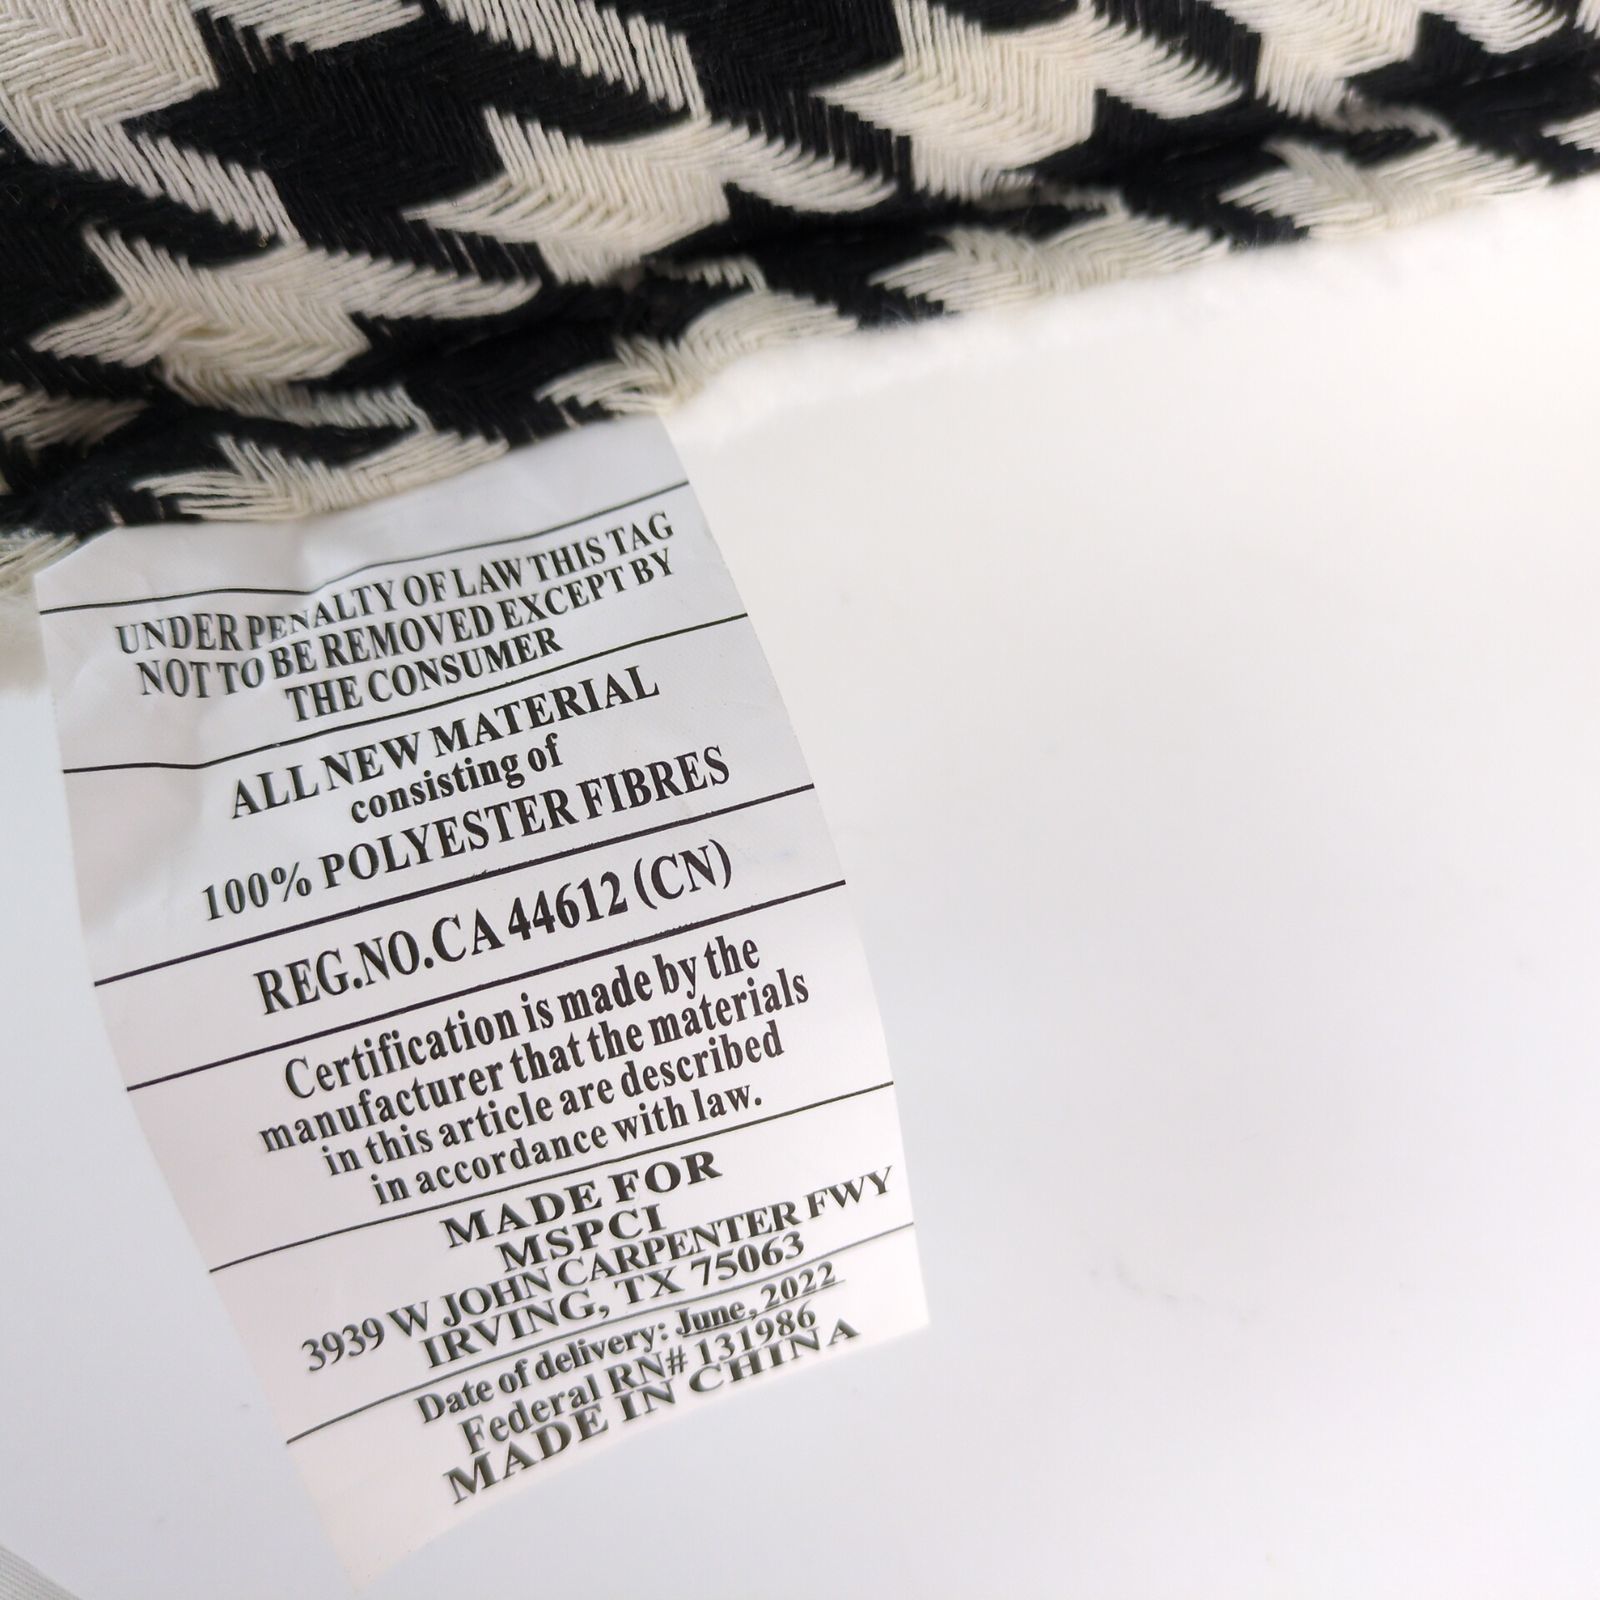 UNDER PENALTY OF LAW THIS TAG
NOT TO BE REMOVED EXCEPT BY
THE CONSUMER
ALL NEW MATERIAL
consisting of
100% POLYESTER FIBRES
REG.NO.CA 44612 (CN)
Certification is made by the
manufacturer that the materials
in this article are described
in accordance with law.
MADE FOR
MSPCI
3939 W JOHN CARPENTER FWY
IRVING, TX 75063
Date of delivery: June, 2022
Federal RN# 131986
MADE IN CHINA